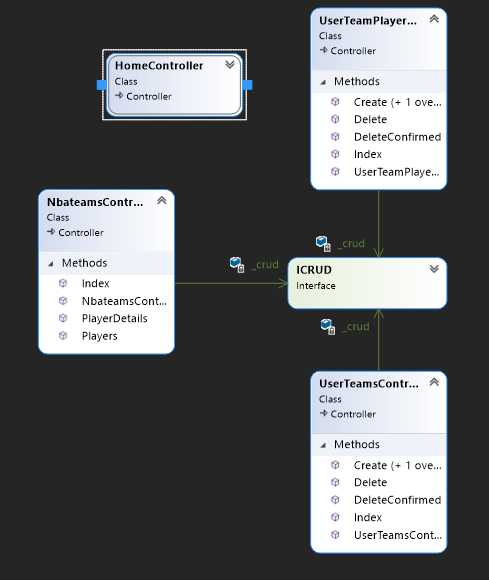 UserTeamPlayer...
Class
Controller
Methods
Create (+ 1 ove...
Delete
DeleteConfirmed
Index
UserTeamPlaye...
HomeController
Class
Controller
NbateamsContr...
Class
Controller
Methods
Index
NbateamsCont...
PlayerDetails
Players
_crud
_crud
ICRUD
Interface
_crud
UserTeamsContr...
Class
Controller
Methods
Create (+ 1 ove...
Delete
DeleteConfirmed
Index
UserTeamsCont...